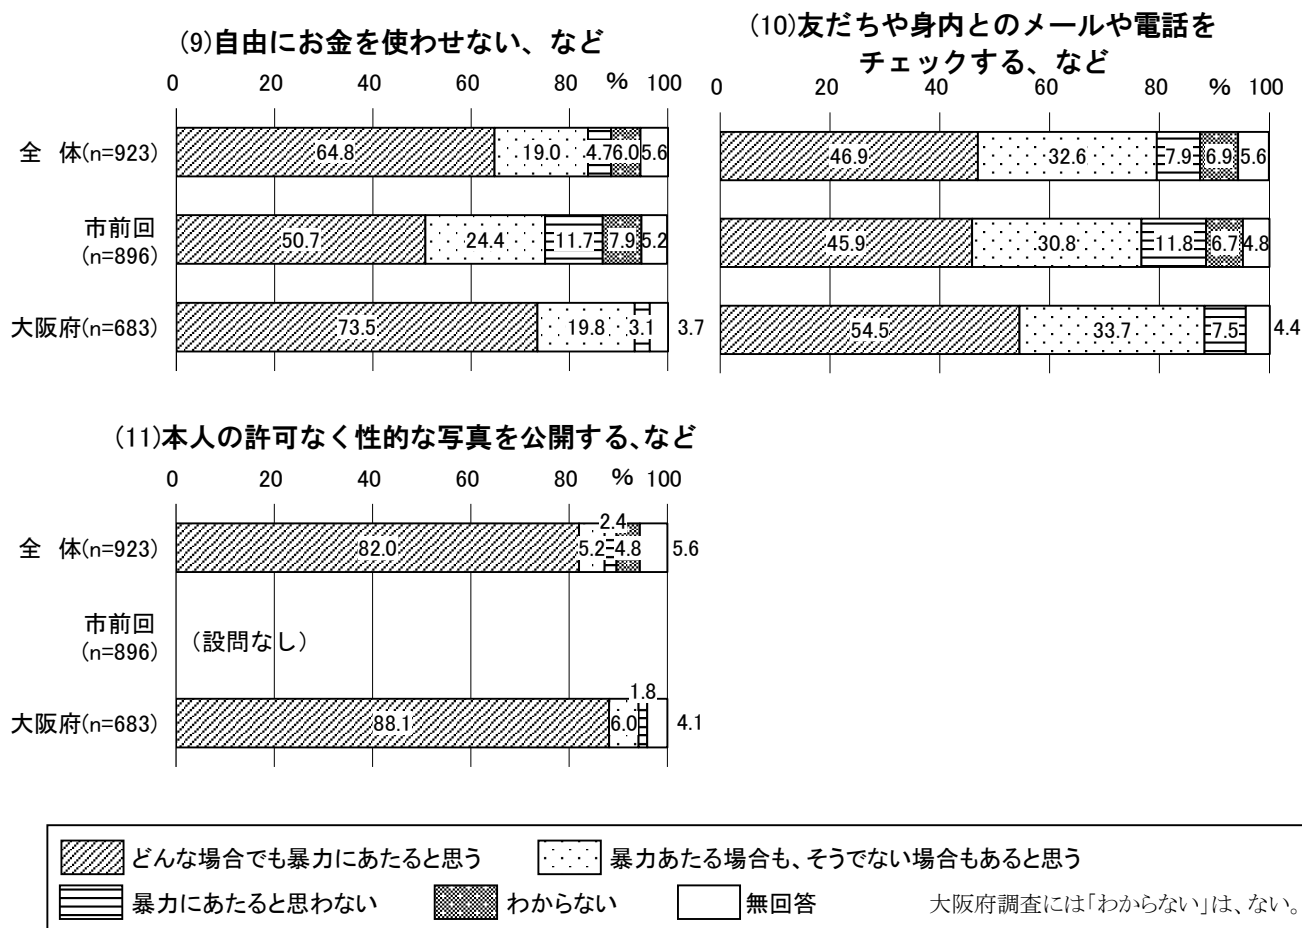 (9)自由にお金を使わせない、など
0 20 40 60 80 % 100
全 体(n=923) 64.8 19.0 4.7 6.0 5.6
市前回
(n=896) 50.7 24.4 11.7 7.9 5.2
大阪府(n=683) 73.5 19.8 3.1 3.7
(10)友だちや身内とのメールや電話を
チェックする、など
0 20 40 60 80 % 100
46.9 32.6 7.9 6.9 5.6
45.9 30.8 11.8 6.7 4.8
54.5 33.7 7.5 4.4
(11)本人の許可なく性的な写真を公開する、など
0 20 40 60 80 % 100
2.4
全 体(n=923) 82.0 5.2 4.8 5.6
市前回
(n=896) (設問なし)
1.8
大阪府(n=683) 88.1 6.0 4.1
どんな場合でも暴力にあたると思う 暴力あたる場合も、そうでない場合もあると思う
暴力にあたると思わない わからない 無回答 大阪府調査には「わからない」は、ない。